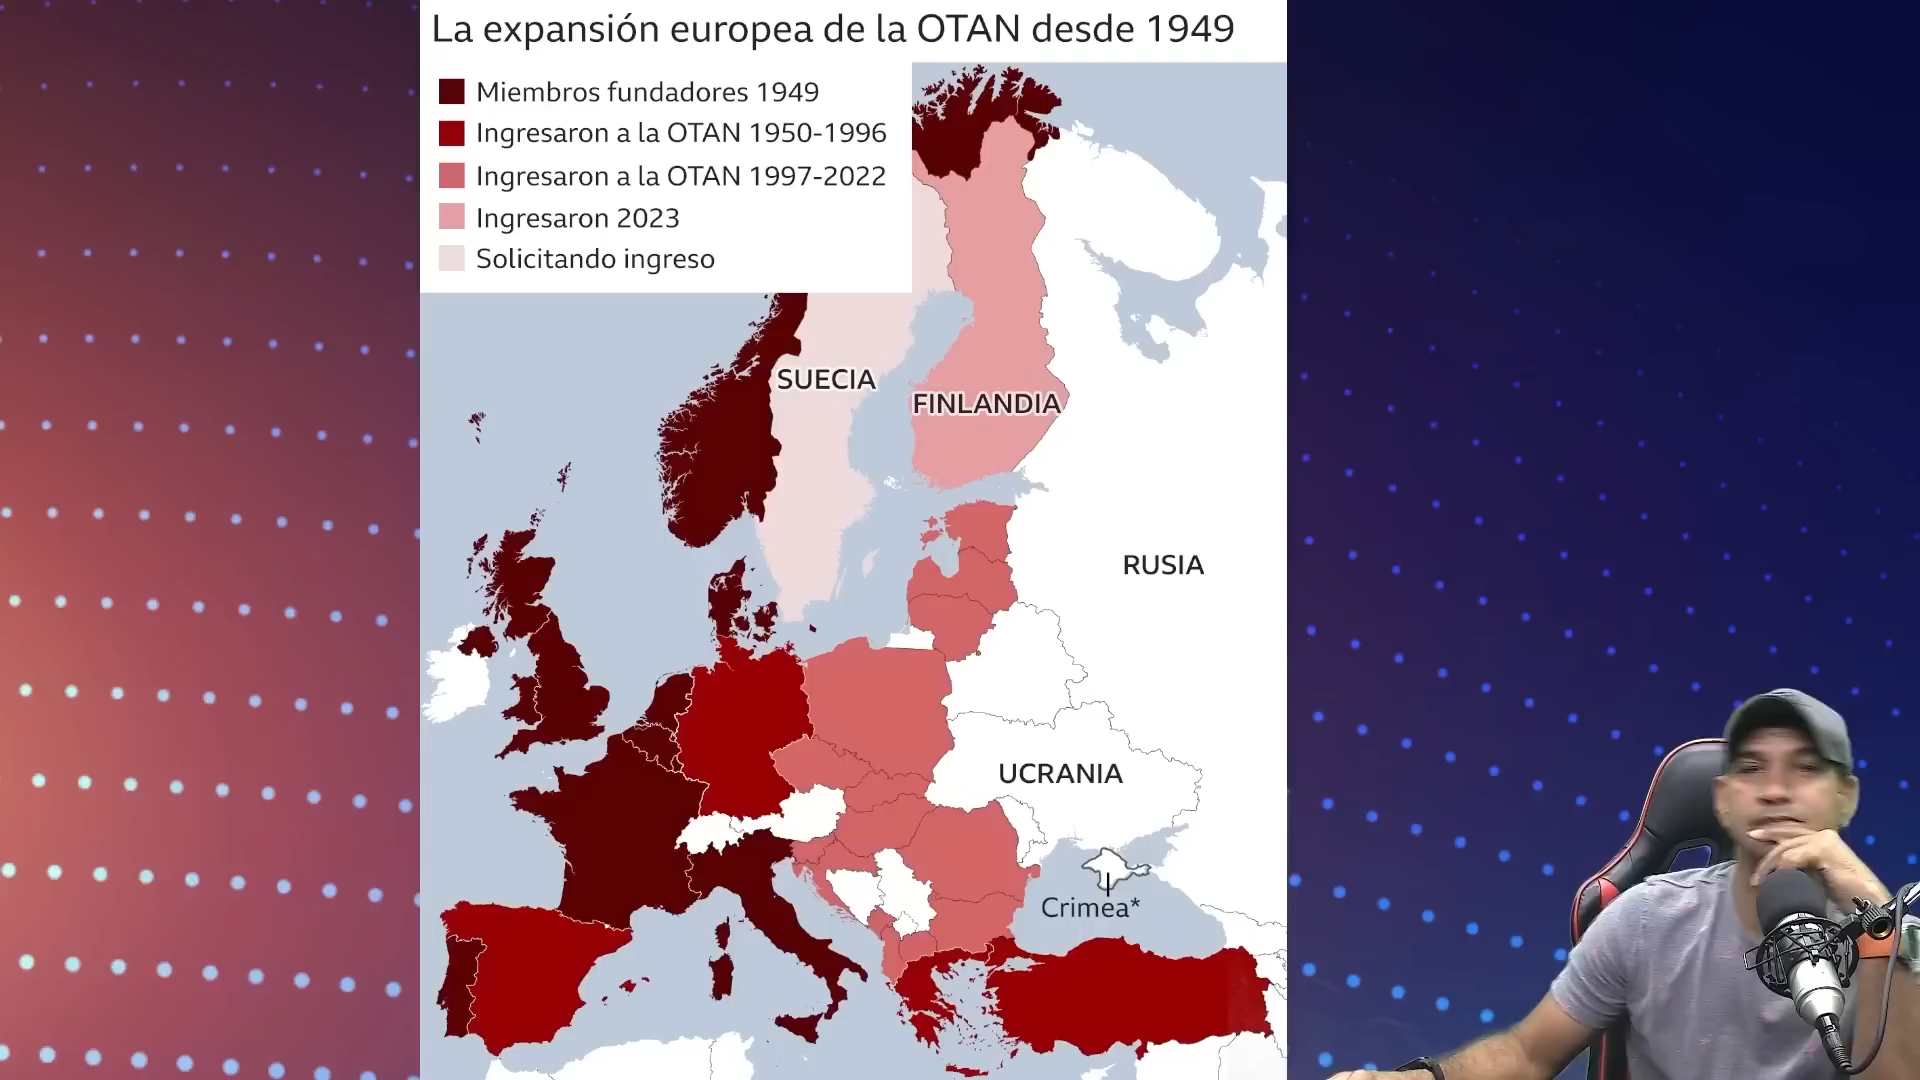 La expansión europea de la OTAN desde 1949
Miembros fundadores 1949
Ingresaron a la OTAN 1950-1996
Ingresaron a la OTAN 1997-2022
Ingresaron 2023
Solicitando ingreso
SUECIA
FINLANDIA
RUSIA
UCRANIA
Crimea*